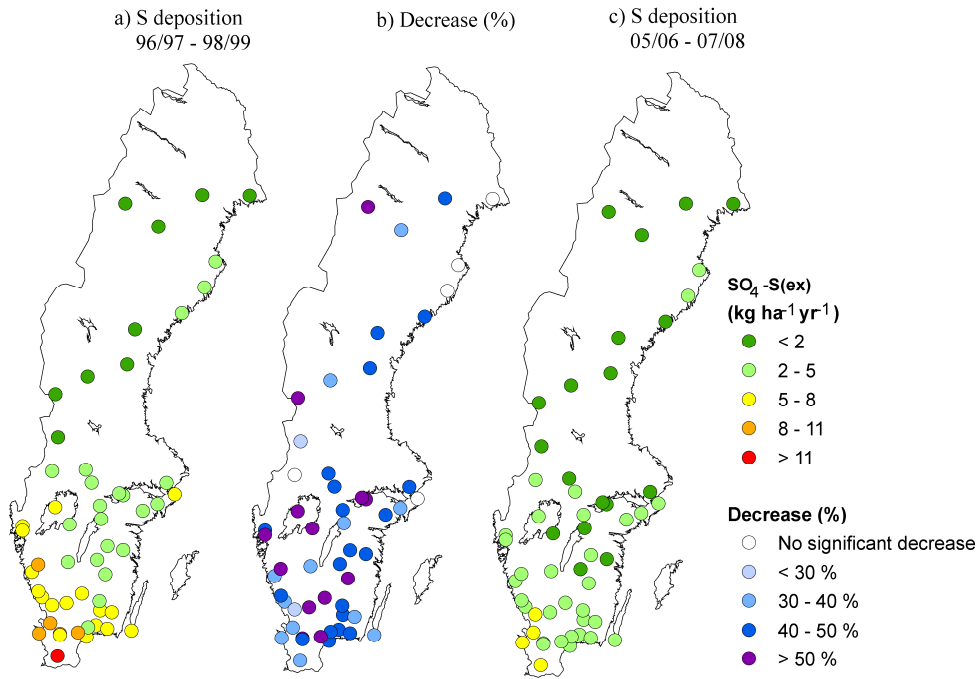 a) S deposition
96/97 - 98/99
b) Decrease (%)
c) S deposition
05/06 - 07/08
SO4 -S(ex)
(kg ha-1 yr-1)
< 2
2 - 5
5 - 8
8 - 11
> 11
Decrease (%)
No significant decrease
< 30 %
30 - 40 %
40 - 50 %
> 50 %